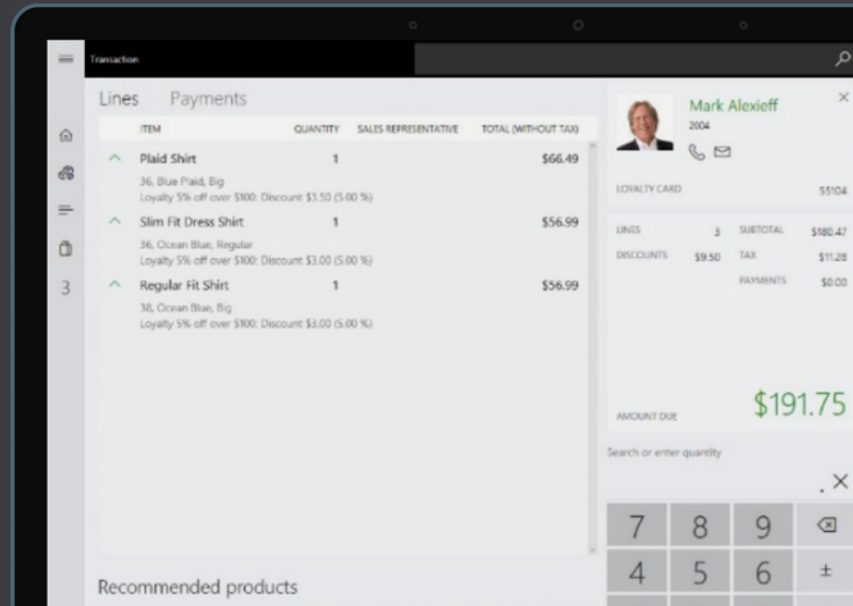 Transaction
Lines Payments
ITEM QUANTITY SALES REPRESENTATIVE TOTAL (WITHOUT TAX)
Plaid Shirt 1 $66.49
36, Blue Plaid, Big
Loyalty 5% off over $100: Discount $3.50 (5.00 %)
Slim Fit Dress Shirt 1 $56.99
36, Ocean Blue, Regular
Loyalty 5% off over $100: Discount $3.00 (5.00 %)
Regular Fit Shirt 1 $56.99
38, Ocean Blue, Big
Loyalty 5% off over $100: Discount $3.00 (5.00 %)
3
Recommended products
Mark Alexieff
2004
LOYALTY CARD 55104
LINES 3 SUBTOTAL $180.47
DISCOUNTS $9.50 TAX $11.28
PAYMENTS $0.00
AMOUNT DUE $191.75
Search or enter quantity
7 8 9
4 5 6 ±